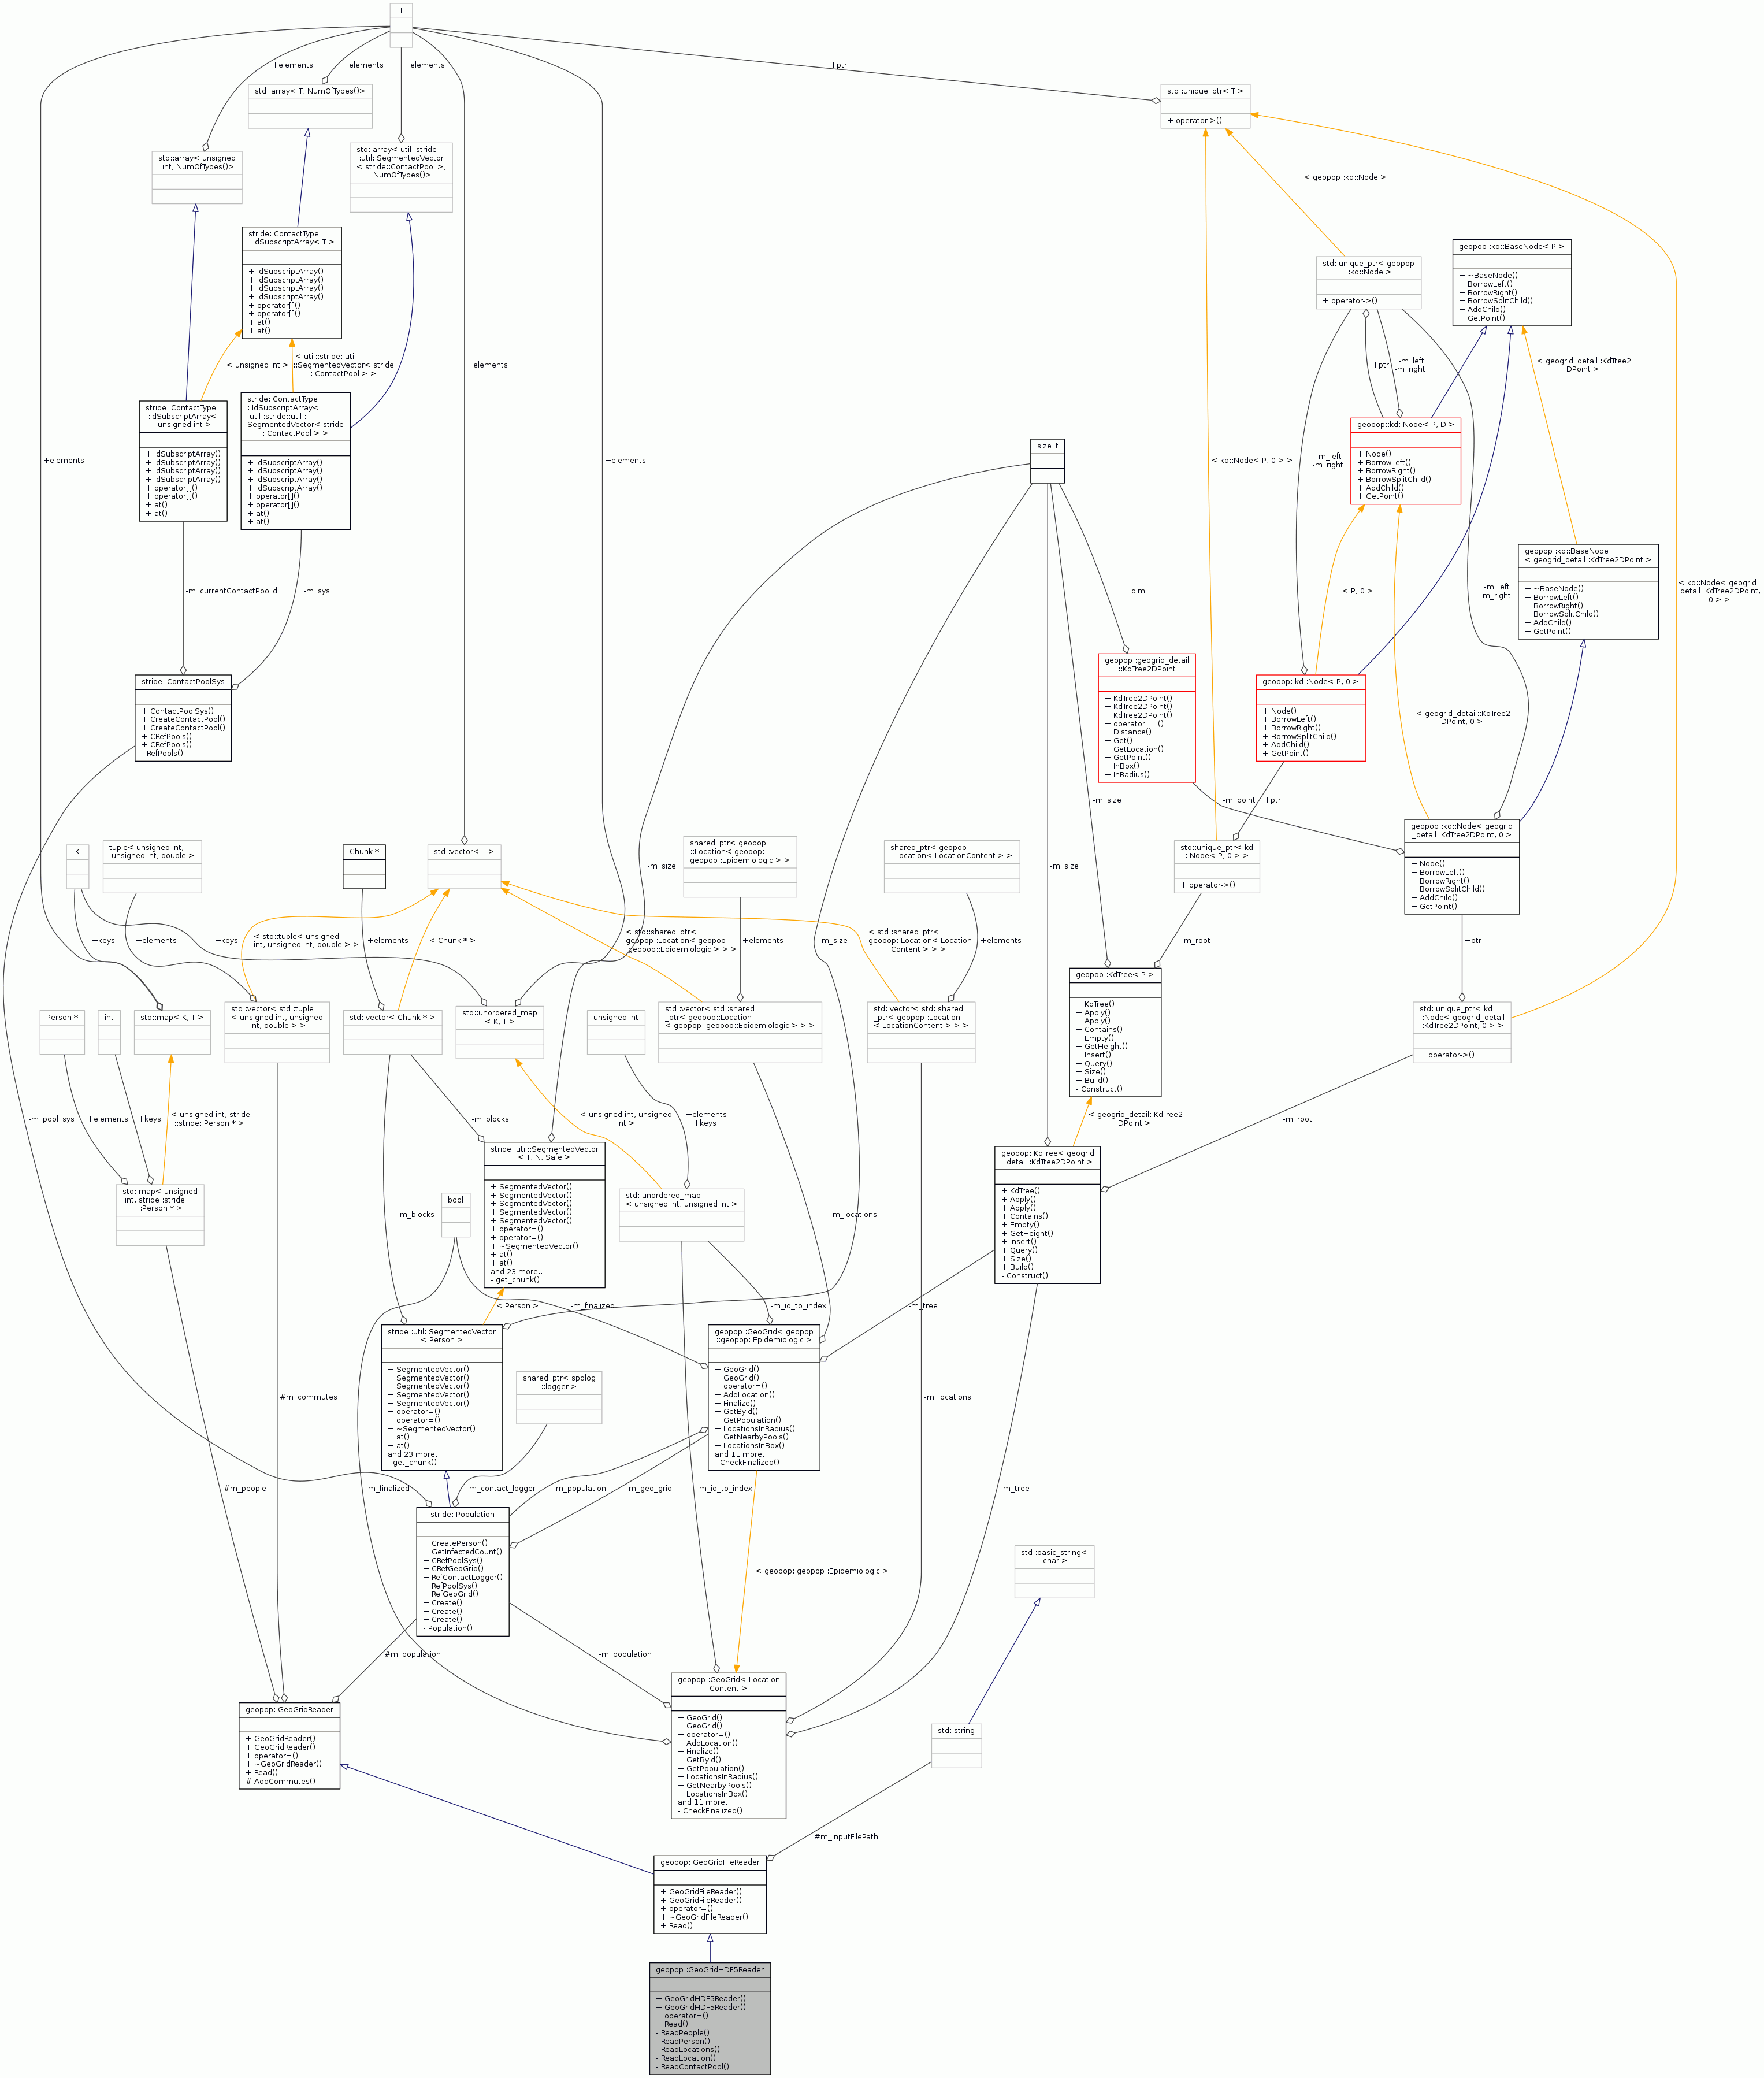 T
+elements
+elements
+elements
+ptr
std::array< T, NumOfTypes()>
std::unique_ptr< T >
+ operator->()
std::array< unsigned
int, NumOfTypes()>
std::array< util::stride
::util::SegmentedVector
< stride::ContactPool >,
NumOfTypes()>
< geopop::kd::Node >
stride::ContactType
::IdSubscriptArray< T >
+ IdSubscriptArray()
+ IdSubscriptArray()
+ IdSubscriptArray()
+ IdSubscriptArray()
+ operator[]()
+ operator[]()
+ at()
+ at()
std::unique_ptr< geopop
::kd::Node >
+ operator->()
geopop::kd::BaseNode< P >
+ ~BaseNode()
+ BorrowLeft()
+ BorrowRight()
+ BorrowSplitChild()
+ AddChild()
+ GetPoint()
< unsigned int >
< util::stride::util
::SegmentedVector< stride
::ContactPool > >
+elements
+ptr
-m_left
-m_right
< geogrid_detail::KdTree2
DPoint >
stride::ContactType
::IdSubscriptArray<
unsigned int >
+ IdSubscriptArray()
+ IdSubscriptArray()
+ IdSubscriptArray()
+ IdSubscriptArray()
+ operator[]()
+ operator[]()
+ at()
+ at()
stride::ContactType
::IdSubscriptArray<
util::stride::util::
SegmentedVector< stride
::ContactPool > >
+ IdSubscriptArray()
+ IdSubscriptArray()
+ IdSubscriptArray()
+ IdSubscriptArray()
+ operator[]()
+ operator[]()
+ at()
+ at()
geopop::kd::Node< P, D >
+ Node()
+ BorrowLeft()
+ BorrowRight()
+ BorrowSplitChild()
+ AddChild()
+ GetPoint()
size_t
+elements
+elements
< kd::Node< P, 0 > >
-m_left
-m_right
geopop::kd::BaseNode
< geogrid_detail::KdTree2DPoint >
+ ~BaseNode()
+ BorrowLeft()
+ BorrowRight()
+ BorrowSplitChild()
+ AddChild()
+ GetPoint()
-m_currentContactPoolId
-m_sys
+dim
< P, 0 >
-m_left
-m_right
< kd::Node< geogrid
_detail::KdTree2DPoint,
0 > >
stride::ContactPoolSys
+ ContactPoolSys()
+ CreateContactPool()
+ CreateContactPool()
+ CRefPools()
+ CRefPools()
- RefPools()
geopop::geogrid_detail
::KdTree2DPoint
+ KdTree2DPoint()
+ KdTree2DPoint()
+ KdTree2DPoint()
+ operator==()
+ Distance()
+ Get()
+ GetLocation()
+ GetPoint()
+ InBox()
+ InRadius()
geopop::kd::Node< P, 0 >
+ Node()
+ BorrowLeft()
+ BorrowRight()
+ BorrowSplitChild()
+ AddChild()
+ GetPoint()
< geogrid_detail::KdTree2
DPoint, 0 >
-m_size
-m_point
+ptr
K
tuple< unsigned int,
unsigned int, double >
Chunk *
std::vector< T >
-m_size
shared_ptr< geopop
::Location< geopop::
geopop::Epidemiologic > >
shared_ptr< geopop
::Location< LocationContent > >
-m_size
std::unique_ptr< kd
::Node< P, 0 > >
+ operator->()
geopop::kd::Node< geogrid
_detail::KdTree2DPoint, 0 >
+ Node()
+ BorrowLeft()
+ BorrowRight()
+ BorrowSplitChild()
+ AddChild()
+ GetPoint()
+keys
+elements
< std::tuple< unsigned
int, unsigned int, double > >
+elements
< Chunk * >
+keys
< std::shared_ptr<
geopop::Location< geopop
::geopop::Epidemiologic > > >
+elements
-m_size
< std::shared_ptr<
geopop::Location< Location
Content > > >
+elements
-m_root
+ptr
geopop::KdTree< P >
+ KdTree()
+ Apply()
+ Apply()
+ Contains()
+ Empty()
+ GetHeight()
+ Insert()
+ Query()
+ Size()
+ Build()
- Construct()
Person *
int
std::map< K, T >
std::vector< std::tuple
< unsigned int, unsigned
int, double > >
std::vector< Chunk * >
std::unordered_map
< K, T >
unsigned int
std::vector< std::shared
_ptr< geopop::Location
< geopop::geopop::Epidemiologic > > >
std::vector< std::shared
_ptr< geopop::Location
< LocationContent > > >
std::unique_ptr< kd
::Node< geogrid_detail
::KdTree2DPoint, 0 > >
+ operator->()
-m_pool_sys
+elements
+keys
< unsigned int, stride
::stride::Person * >
-m_blocks
< unsigned int, unsigned
int >
+elements
+keys
< geogrid_detail::KdTree2
DPoint >
-m_root
std::map< unsigned
int, stride::stride
::Person * >
-m_blocks
bool
stride::util::SegmentedVector
< T, N, Safe >
+ SegmentedVector()
+ SegmentedVector()
+ SegmentedVector()
+ SegmentedVector()
+ SegmentedVector()
+ operator=()
+ operator=()
+ ~SegmentedVector()
+ at()
+ at()
and 23 more...
- get_chunk()
std::unordered_map
< unsigned int, unsigned int >
-m_locations
geopop::KdTree< geogrid
_detail::KdTree2DPoint >
+ KdTree()
+ Apply()
+ Apply()
+ Contains()
+ Empty()
+ GetHeight()
+ Insert()
+ Query()
+ Size()
+ Build()
- Construct()
< Person >
-m_finalized
-m_id_to_index
-m_tree
stride::util::SegmentedVector
< Person >
+ SegmentedVector()
+ SegmentedVector()
+ SegmentedVector()
+ SegmentedVector()
+ SegmentedVector()
+ operator=()
+ operator=()
+ ~SegmentedVector()
+ at()
+ at()
and 23 more...
- get_chunk()
shared_ptr< spdlog
::logger >
geopop::GeoGrid< geopop
::geopop::Epidemiologic >
+ GeoGrid()
+ GeoGrid()
+ operator=()
+ AddLocation()
+ Finalize()
+ GetById()
+ GetPopulation()
+ LocationsInRadius()
+ GetNearbyPools()
+ LocationsInBox()
and 11 more...
- CheckFinalized()
#m_commutes
-m_locations
#m_people
-m_finalized
-m_contact_logger
-m_population
-m_geo_grid
-m_id_to_index
-m_tree
stride::Population
+ CreatePerson()
+ GetInfectedCount()
+ CRefPoolSys()
+ CRefGeoGrid()
+ RefContactLogger()
+ RefPoolSys()
+ RefGeoGrid()
+ Create()
+ Create()
+ Create()
- Population()
< geopop::geopop::Epidemiologic >
std::basic_string<
char >
#m_population
-m_population
geopop::GeoGridReader
+ GeoGridReader()
+ GeoGridReader()
+ operator=()
+ ~GeoGridReader()
+ Read()
# AddCommutes()
geopop::GeoGrid< Location
Content >
+ GeoGrid()
+ GeoGrid()
+ operator=()
+ AddLocation()
+ Finalize()
+ GetById()
+ GetPopulation()
+ LocationsInRadius()
+ GetNearbyPools()
+ LocationsInBox()
and 11 more...
- CheckFinalized()
std::string
#m_inputFilePath
geopop::GeoGridFileReader
+ GeoGridFileReader()
+ GeoGridFileReader()
+ operator=()
+ ~GeoGridFileReader()
+ Read()
geopop::GeoGridHDF5Reader
+ GeoGridHDF5Reader()
+ GeoGridHDF5Reader()
+ operator=()
+ Read()
- ReadPeople()
- ReadPerson()
- ReadLocations()
- ReadLocation()
- ReadContactPool()